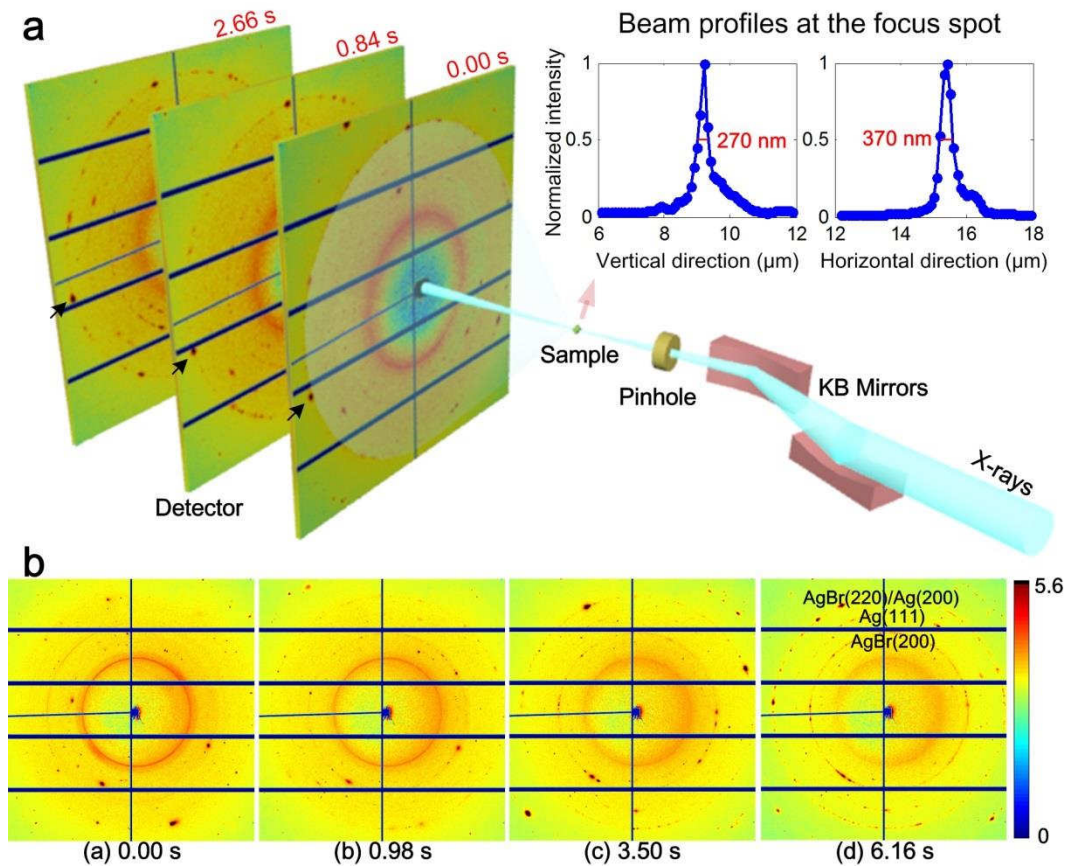 a
2.66 s
0.84 s
0.00 s
Beam profiles at the focus spot
Normalized intensity
1
0.5
0
270 nm
6 8 10 12
Vertical direction (µm)
1
0.5
0
370 nm
12 14 16 18
Horizontal direction (µm)
Sample
Pinhole
KB Mirrors
X-rays
Detector
b
AgBr(220)/Ag(200)
Ag(111)
AgBr(200)
5.6
0
(a) 0.00 s
(b) 0.98 s
(c) 3.50 s
(d) 6.16 s